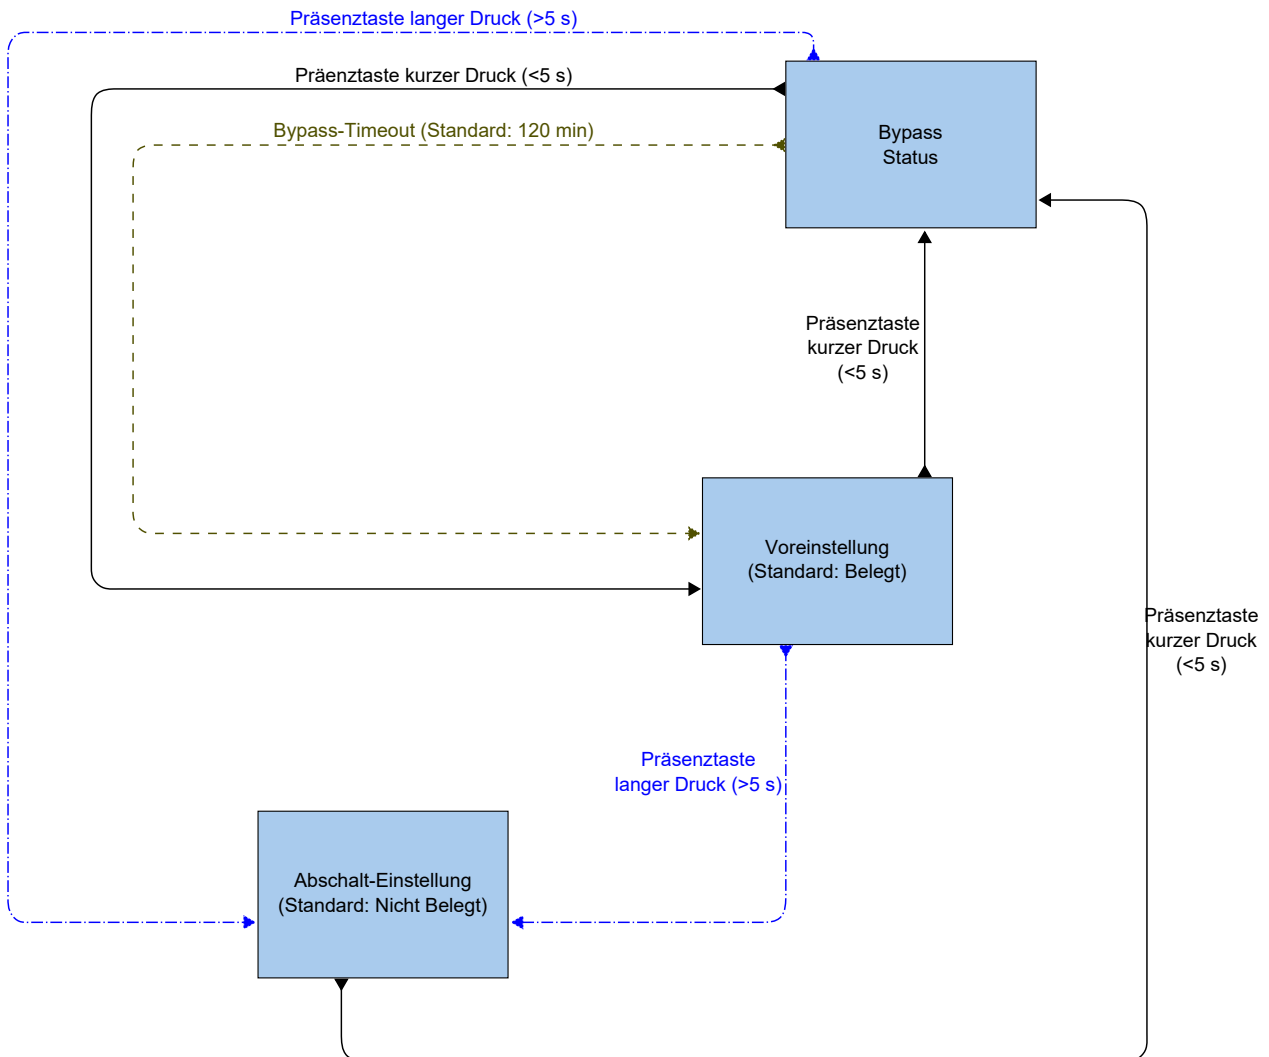 Präsenztaste langer Druck (>5 s)
Präenztaste kurzer Druck (<5 s)
Bypass-Timeout (Standard: 120 min)
Bypass
Status
Präsenztaste
kurzer Druck
(<5 s)
Voreinstellung
(Standard: Belegt)
Präsenztaste
kurzer Druck
(<5 s)
Präsenztaste
langer Druck (>5 s)
Abschalt-Einstellung
(Standard: Nicht Belegt)